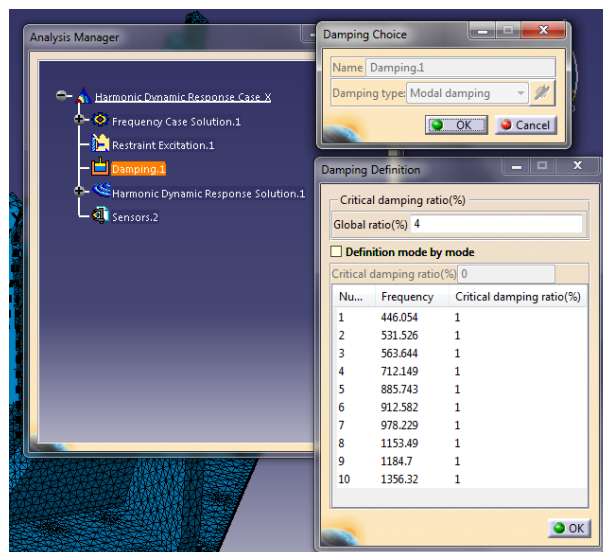 Analysis Manager
Harmonic Dynamic Response Case X
Frequency Case Solution.1
Restraint Excitation.1
Damping.1
Harmonic Dynamic Response Solution.1
Sensors.2
Damping Choice
Name Damping.1
Damping type: Modal damping
OK Cancel
Damping Definition
Critical damping ratio(%)
Global ratio(%) 4
Definition mode by mode
Critical damping ratio(%) 0
Nu... Frequency Critical damping ratio(%)
1 446.054 1
2 531.526 1
3 563.644 1
4 712.149 1
5 885.743 1
6 912.582 1
7 978.229 1
8 1153.49 1
9 1184.7 1
10 1356.32 1
OK